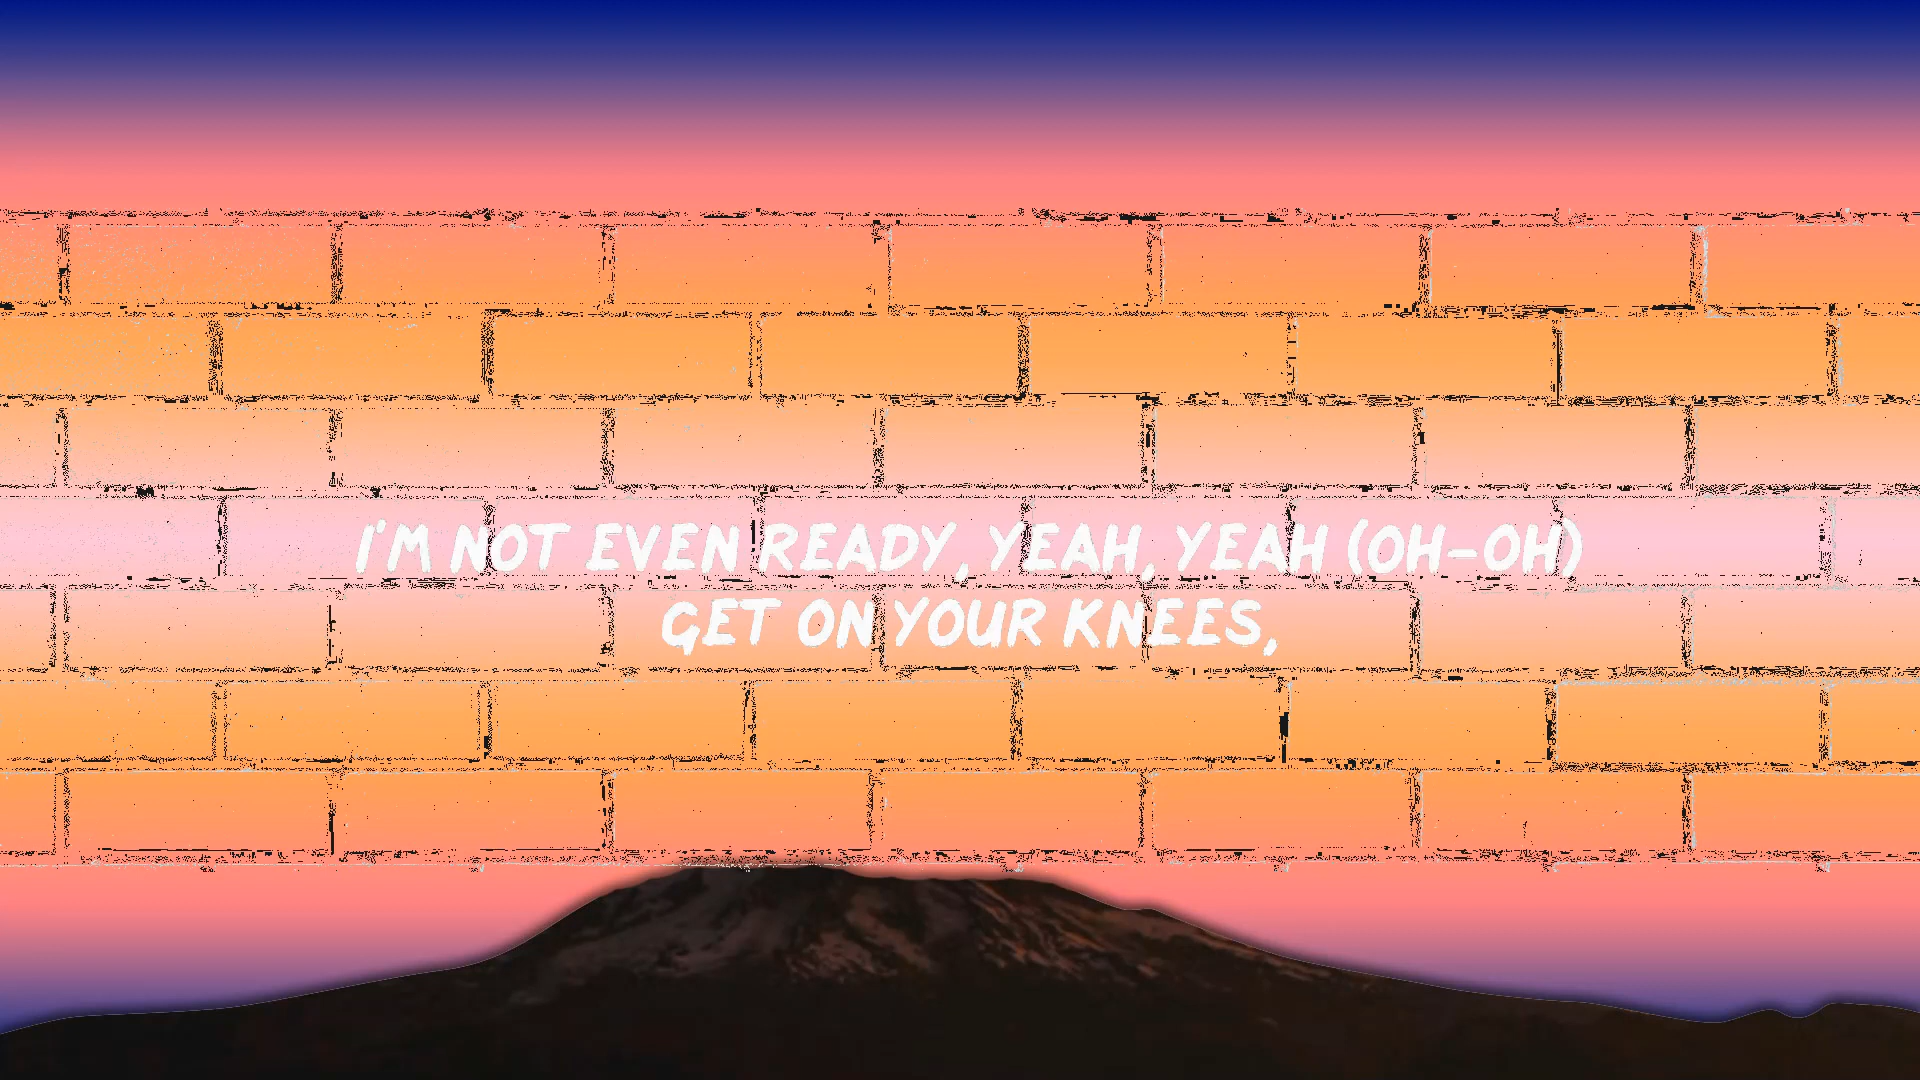 I'M NOT EVEN READY, YEAH, YEAH (OH-OH)
GET ON YOUR KNEES,